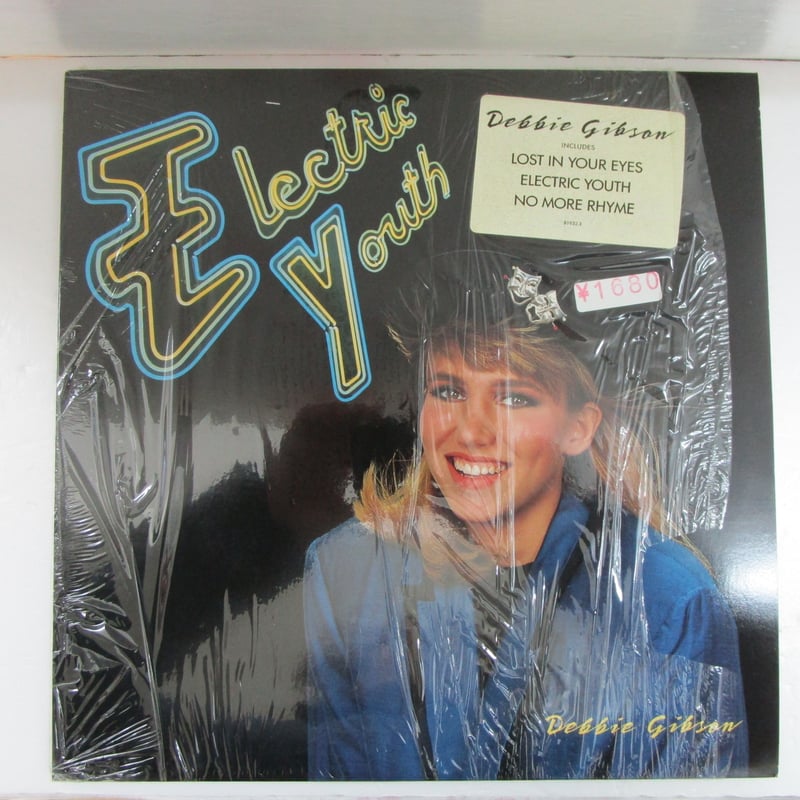 Electric
Youth
Debbie Gibson
INCLUDES
LOST IN YOUR EYES
ELECTRIC YOUTH
NO MORE RHYME
¥1680
Debbie Gibson